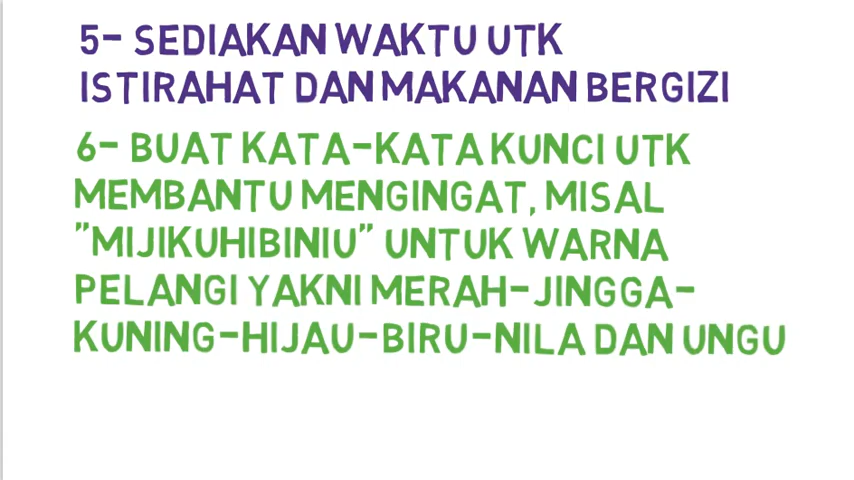 5- SEDIAKAN WAKTU UTK
ISTIRAHAT DAN MAKANAN BERGIZI
6- BUAT KATA-KATA KUNCI UTK
MEMBANTU MENGINGAT, MISAL
"MIJIKUHIBINIU" UNTUK WARNA
PELANGI YAKNI MERAH-JINGGA-
KUNING-HIJAU-BIRU-NILA DAN UNGU